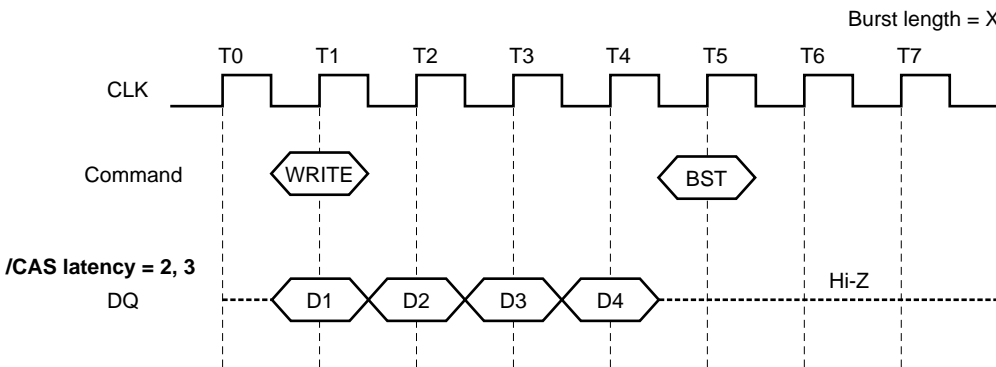 Burst length = X
T0 T1 T2 T3 T4 T5 T6 T7
CLK
Command WRITE BST
/CAS latency = 2, 3
Hi-Z
DQ D1 D2 D3 D4